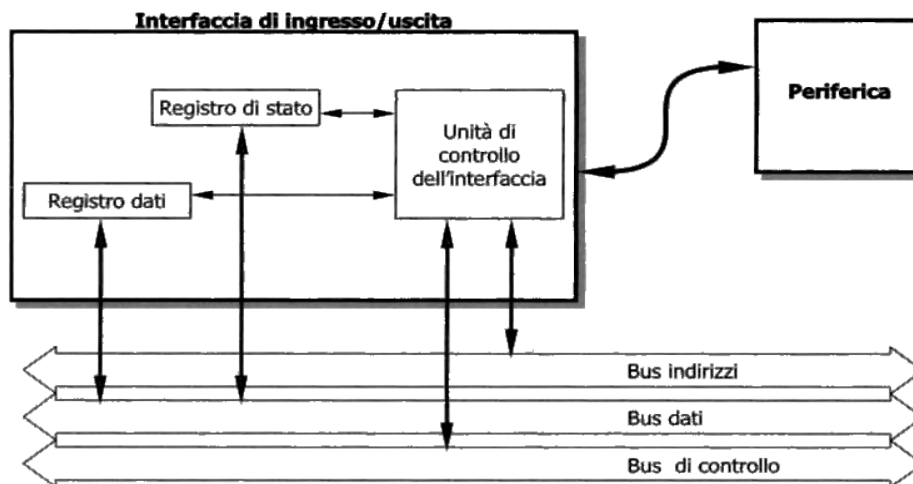 Interfaccia di ingresso/uscita
Periferica
Registro di stato
Unità di
controllo
dell'interfaccia
Registro dati
Bus indirizzi
Bus dati
Bus di controllo